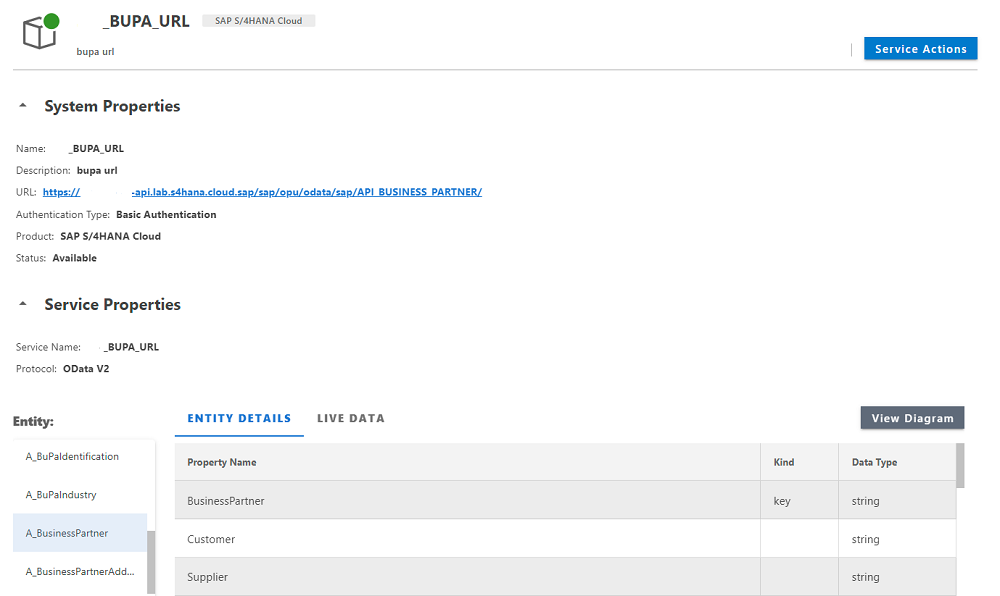 _BUPA_URL SAP S/4HANA Cloud
bupa url
Service Actions
System Properties
Name: _BUPA_URL
Description: bupa url
URL: https:// -api.lab.s4hana.cloud.sap/sap/opu/odata/sap/API_BUSINESS_PARTNER/
Authentication Type: Basic Authentication
Product: SAP S/4HANA Cloud
Status: Available
Service Properties
Service Name: _BUPA_URL
Protocol: OData V2
Entity:
A_BuPaIdentification
A_BuPaIndustry
A_BusinessPartner
A_BusinessPartnerAdd...
ENTITY DETAILS LIVE DATA View Diagram
Property Name Kind Data Type
BusinessPartner key string
Customer string
Supplier string